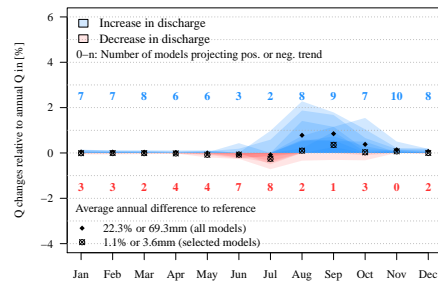 Q changes relative to annual Q in [%]
6
4
2
0
−2
−4
Increase in discharge
Decrease in discharge
0−n: Number of models projecting pos. or neg. trend
7 7 8 6 6 3 2 8 9 7 10 8
3 3 2 4 4 7 8 2 1 3 0 2
Average annual difference to reference
22.3% or 69.3mm (all models)
1.1% or 3.6mm (selected models)
Jan Feb Mar Apr May Jun Jul Aug Sep Oct Nov Dec